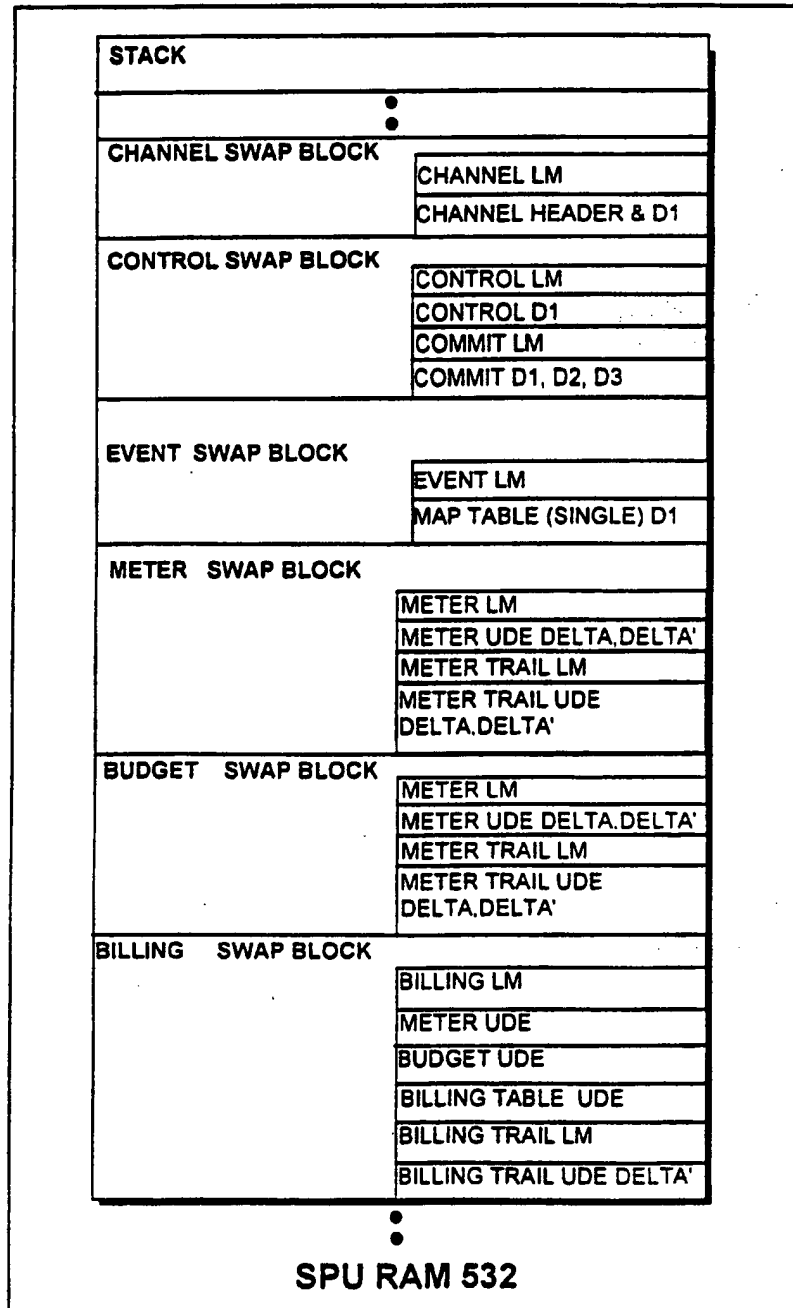 STACK
CHANNEL SWAP BLOCK
CHANNEL LM
CHANNEL HEADER & D1
CONTROL SWAP BLOCK
CONTROL LM
CONTROL D1
COMMIT LM
COMMIT D1, D2, D3
EVENT SWAP BLOCK
EVENT LM
MAP TABLE (SINGLE) D1
METER SWAP BLOCK
METER LM
METER UDE DELTA,DELTA'
METER TRAIL LM
METER TRAIL UDE
DELTA,DELTA'
BUDGET SWAP BLOCK
METER LM
METER UDE DELTA.DELTA'
METER TRAIL LM
METER TRAIL UDE
DELTA,DELTA'
BILLING SWAP BLOCK
BILLING LM
METER UDE
BUDGET UDE
BILLING TABLE UDE
BILLING TRAIL LM
BILLING TRAIL UDE DELTA'
SPU RAM 532